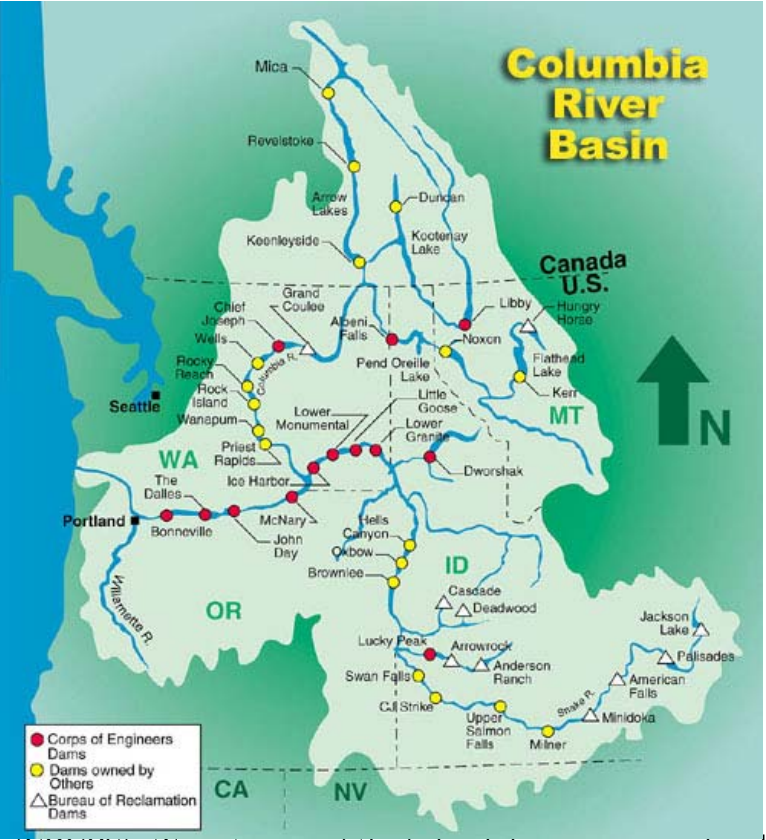 Columbia
River
Basin
Mica
Revelstoke
Arrow
Lakes
Duncan
Keenleyside
Kootenay
Lake
Canada
U.S.
Grand
Coulee
Chief
Joseph
Albeni
Falls
Libby
Hungry
Horse
Wells
Noxon
Columbia R.
Rocky
Reach
Pend Oreille
Lake
Flathead
Lake
Rock
Island
Kerr
Seattle
Little
Goose
Wanapum
Lower
Monumental
Lower
Granite
MT
N
Priest
Rapids
WA
Ice Harbor
Dworshak
The
Dalles
Portland
Bonneville
McNary
John
Day
Hells
Canyon
Oxbow
Brownlee
ID
Willamette R.
OR
Cascade
Deadwood
Jackson
Lake
Lucky Peak
Arrowrock
Anderson
Ranch
Palisades
Swan Falls
American
Falls
CJ Strike
Snake R.
Upper
Salmon
Falls
Minidoka
Milner
Corps of Engineers
Dams
Dams owned by
Others
Bureau of Reclamation
Dams
CA
NV